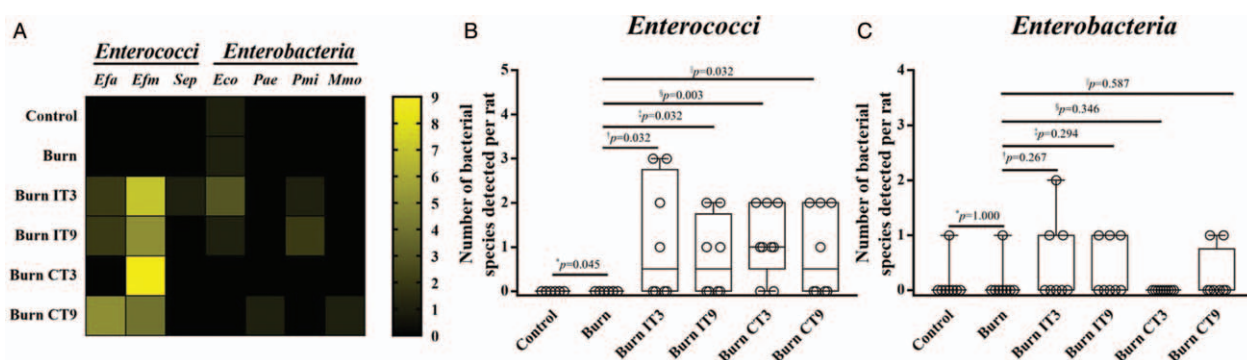 A
Enterococci Enterobacteria
Efa Efm Sep Eco Pae Pmi Mmo
Control
Burn
Burn IT3
Burn IT9
Burn CT3
Burn CT9
9
8
7
6
5
4
3
2
1
0
B
Enterococci
Number of bacterial
species detected per rat
5
4
3
2
1
0
||p=0.032
§p=0.003
‡p=0.032
†p=0.032
*p=0.045
Control
Burn
Burn IT3
Burn IT9
Burn CT3
Burn CT9
C
Enterobacteria
Number of bacterial
species detected per rat
4
3
2
1
0
||p=0.587
§p=0.346
‡p=0.294
†p=0.267
*p=1.000
Control
Burn
Burn IT3
Burn IT9
Burn CT3
Burn CT9